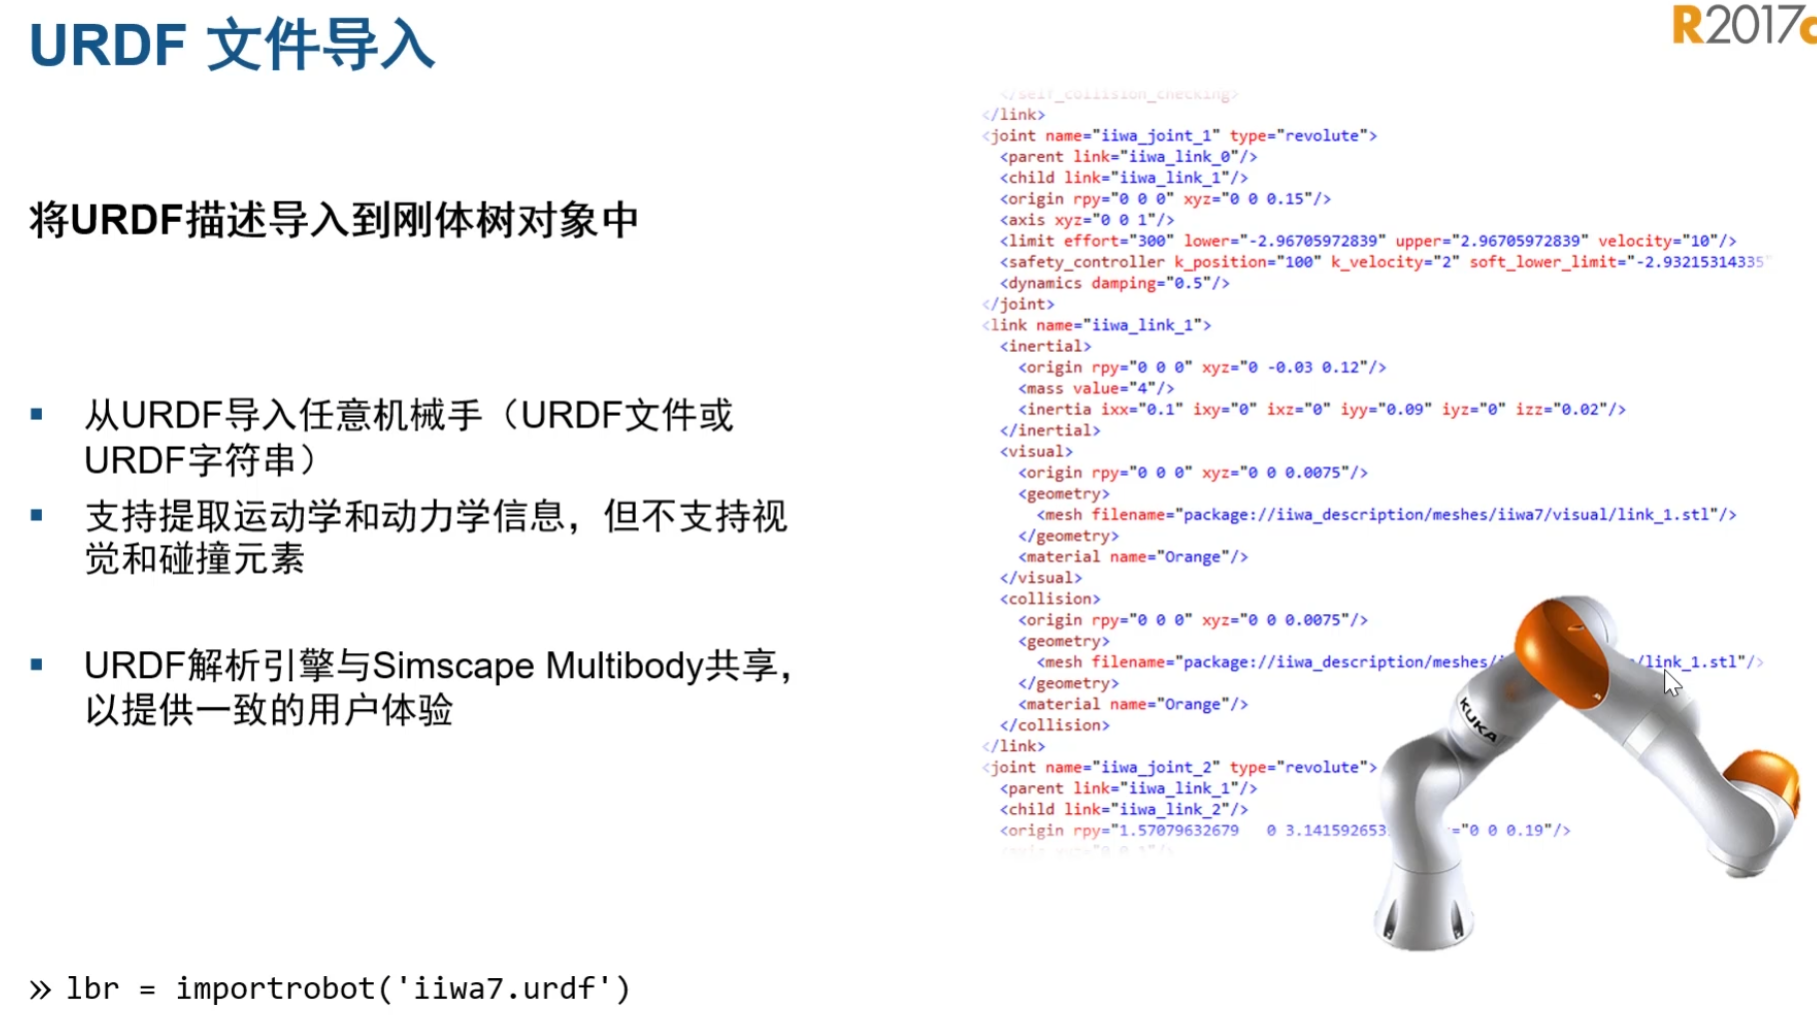 URDF 文件导入
R2017a
将URDF描述导入到刚体树对象中
▪ 从URDF导入任意机械手（URDF文件或
URDF字符串）
▪ 支持提取运动学和动力学信息，但不支持视
觉和碰撞元素
▪ URDF解析引擎与Simscape Multibody共享，
以提供一致的用户体验
» lbr = importrobot('iiwa7.urdf')
</self_collision_checking>
</link>
<joint name="iiwa_joint_1" type="revolute">
<parent link="iiwa_link_0"/>
<child link="iiwa_link_1"/>
<origin rpy="0 0 0" xyz="0 0 0.15"/>
<axis xyz="0 0 1"/>
<limit effort="300" lower="-2.96705972839" upper="2.96705972839" velocity="10"/>
<safety_controller k_position="100" k_velocity="2" soft_lower_limit="-2.93215314335"
<dynamics damping="0.5"/>
</joint>
<link name="iiwa_link_1">
<inertial>
<origin rpy="0 0 0" xyz="0 -0.03 0.12"/>
<mass value="4"/>
<inertia ixx="0.1" ixy="0" ixz="0" iyy="0.09" iyz="0" izz="0.02"/>
</inertial>
<visual>
<origin rpy="0 0 0" xyz="0 0 0.0075"/>
<geometry>
<mesh filename="package://iiwa_description/meshes/iiwa7/visual/link_1.stl"/>
</geometry>
<material name="Orange"/>
</visual>
<collision>
<origin rpy="0 0 0" xyz="0 0 0.0075"/>
<geometry>
<mesh filename="package://iiwa_description/meshes/ /link_1.stl"/>
</geometry>
<material name="Orange"/>
</collision>
</link>
<joint name="iiwa_joint_2" type="revolute">
<parent link="iiwa_link_1"/>
<child link="iiwa_link_2"/>
<origin rpy="1.57079632679 0 3.141592653 ="0 0 0.19"/>
KUKA